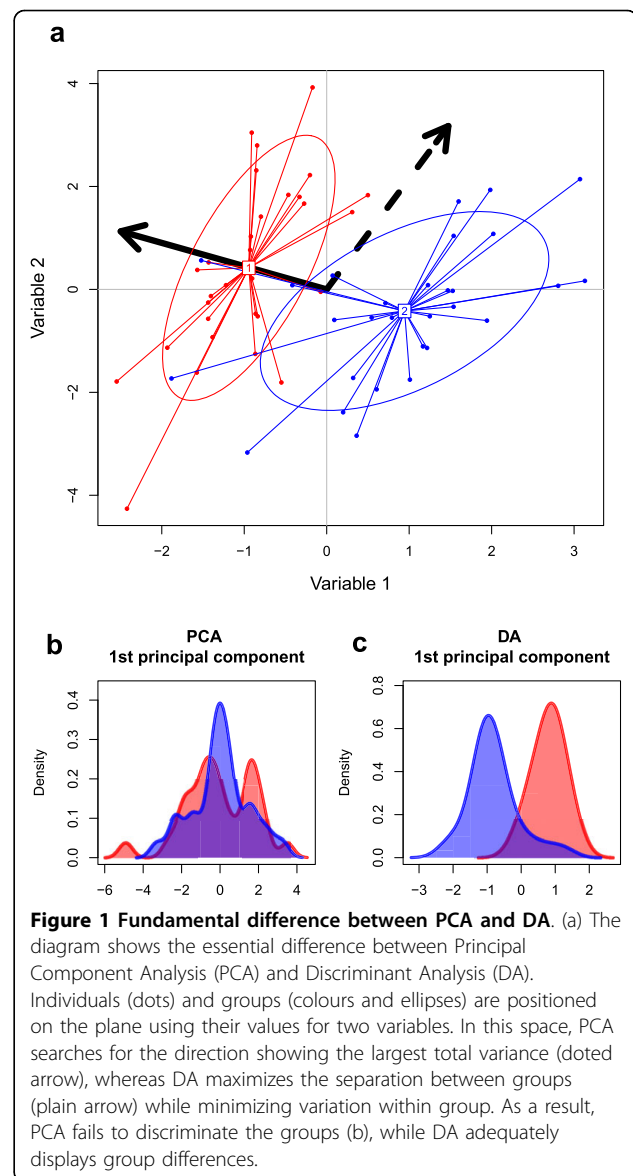 a
4
2
0
−2
−4
Variable 2
1
2
−2 −1 0 1 2 3
Variable 1
b
PCA
1st principal component
0.4
0.3
0.2
0.1
0.0
Density
−6 −4 −2 0 2 4
c
DA
1st principal component
0.8
0.6
0.4
0.2
0.0
Density
−3 −2 −1 0 1 2
Figure 1 Fundamental difference between PCA and DA. (a) The
diagram shows the essential difference between Principal
Component Analysis (PCA) and Discriminant Analysis (DA).
Individuals (dots) and groups (colours and ellipses) are positioned
on the plane using their values for two variables. In this space, PCA
searches for the direction showing the largest total variance (doted
arrow), whereas DA maximizes the separation between groups
(plain arrow) while minimizing variation within group. As a result,
PCA fails to discriminate the groups (b), while DA adequately
displays group differences.